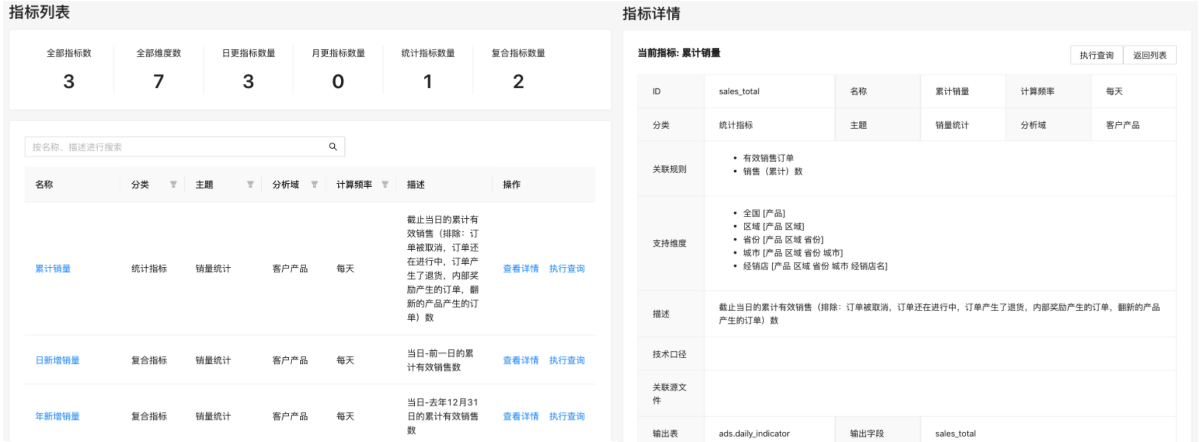 指标列表
全部指标数 全部维度数 日更指标数量 月更指标数量 统计指标数量 复合指标数量
3 7 3 0 1 2
按名称、描述进行搜索
名称 分类 主题 分析域 计算频率 描述 操作
累计销量 统计指标 销量统计 客户产品 每天 查看详情 执行查询
截止当日的累计有
效销售（排除：订
单被取消，订单还
在进行中，订单产
生了退货，内部奖
励产生的订单，翻
新的产品产生的订
单）数
日新增销量 复合指标 销量统计 客户产品 每天 查看详情 执行查询
当日-前一日的累
计有效销售数
年新增销量 复合指标 销量统计 客户产品 每天 查看详情 执行查询
当日-去年12月31
日的累计有效销售
数
指标详情
当前指标: 累计销量 执行查询 返回列表
ID sales_total 名称 累计销量 计算频率 每天
分类 统计指标 主题 销量统计 分析域 客户产品
关联规则
• 有效销售订单
• 销售（累计）数
支持维度
• 全国 [产品]
• 区域 [产品 区域]
• 省份 [产品 区域 省份]
• 城市 [产品 区域 省份 城市]
• 经销店 [产品 区域 省份 城市 经销店名]
描述
截止当日的累计有效销售（排除：订单被取消，订单还在进行中，订单产生了退货，内部奖励产生的订单，翻新的产品
产生的订单）数
技术口径
关联源文
件
输出表 ads.daily_indicator 输出字段 sales_total